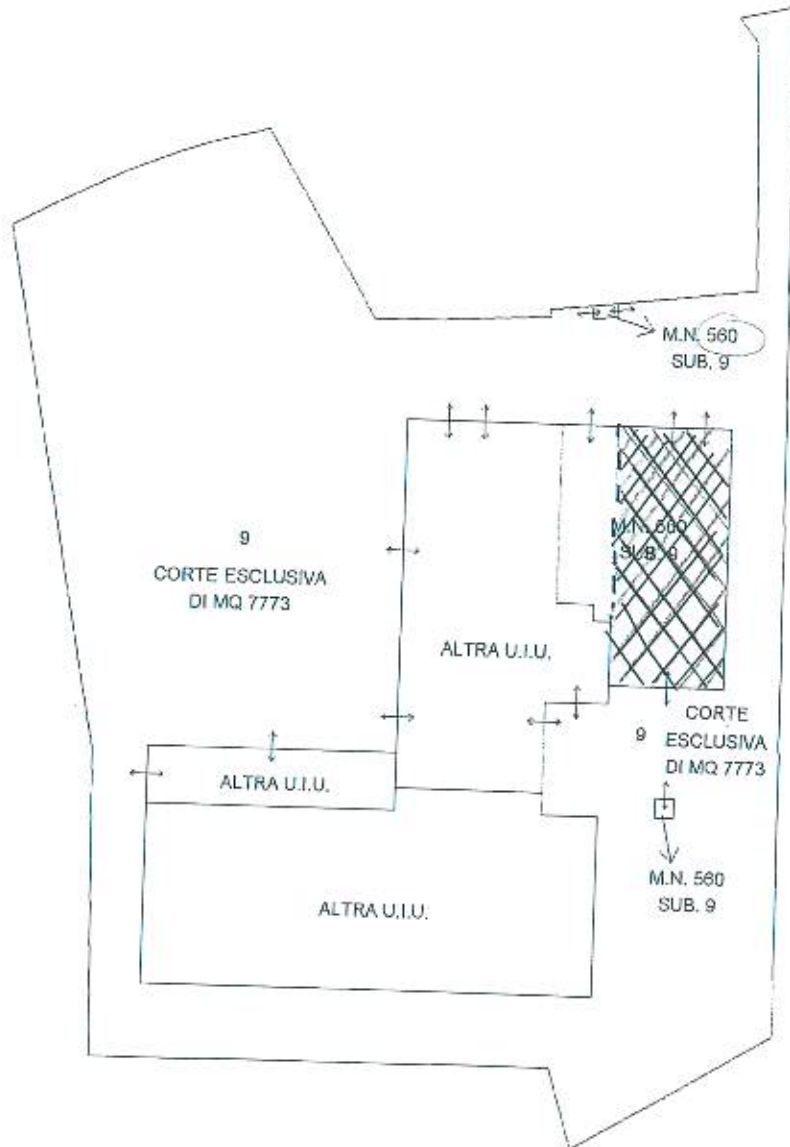 M.N. 560
SUB. 9
M.N. 560
SUB. 9
9
CORTE ESCLUSIVA
DI MQ 7773
ALTRA U.I.U.
9
CORTE
ESCLUSIVA
DI MQ 7773
ALTRA U.I.U.
M.N. 560
SUB. 9
ALTRA U.I.U.